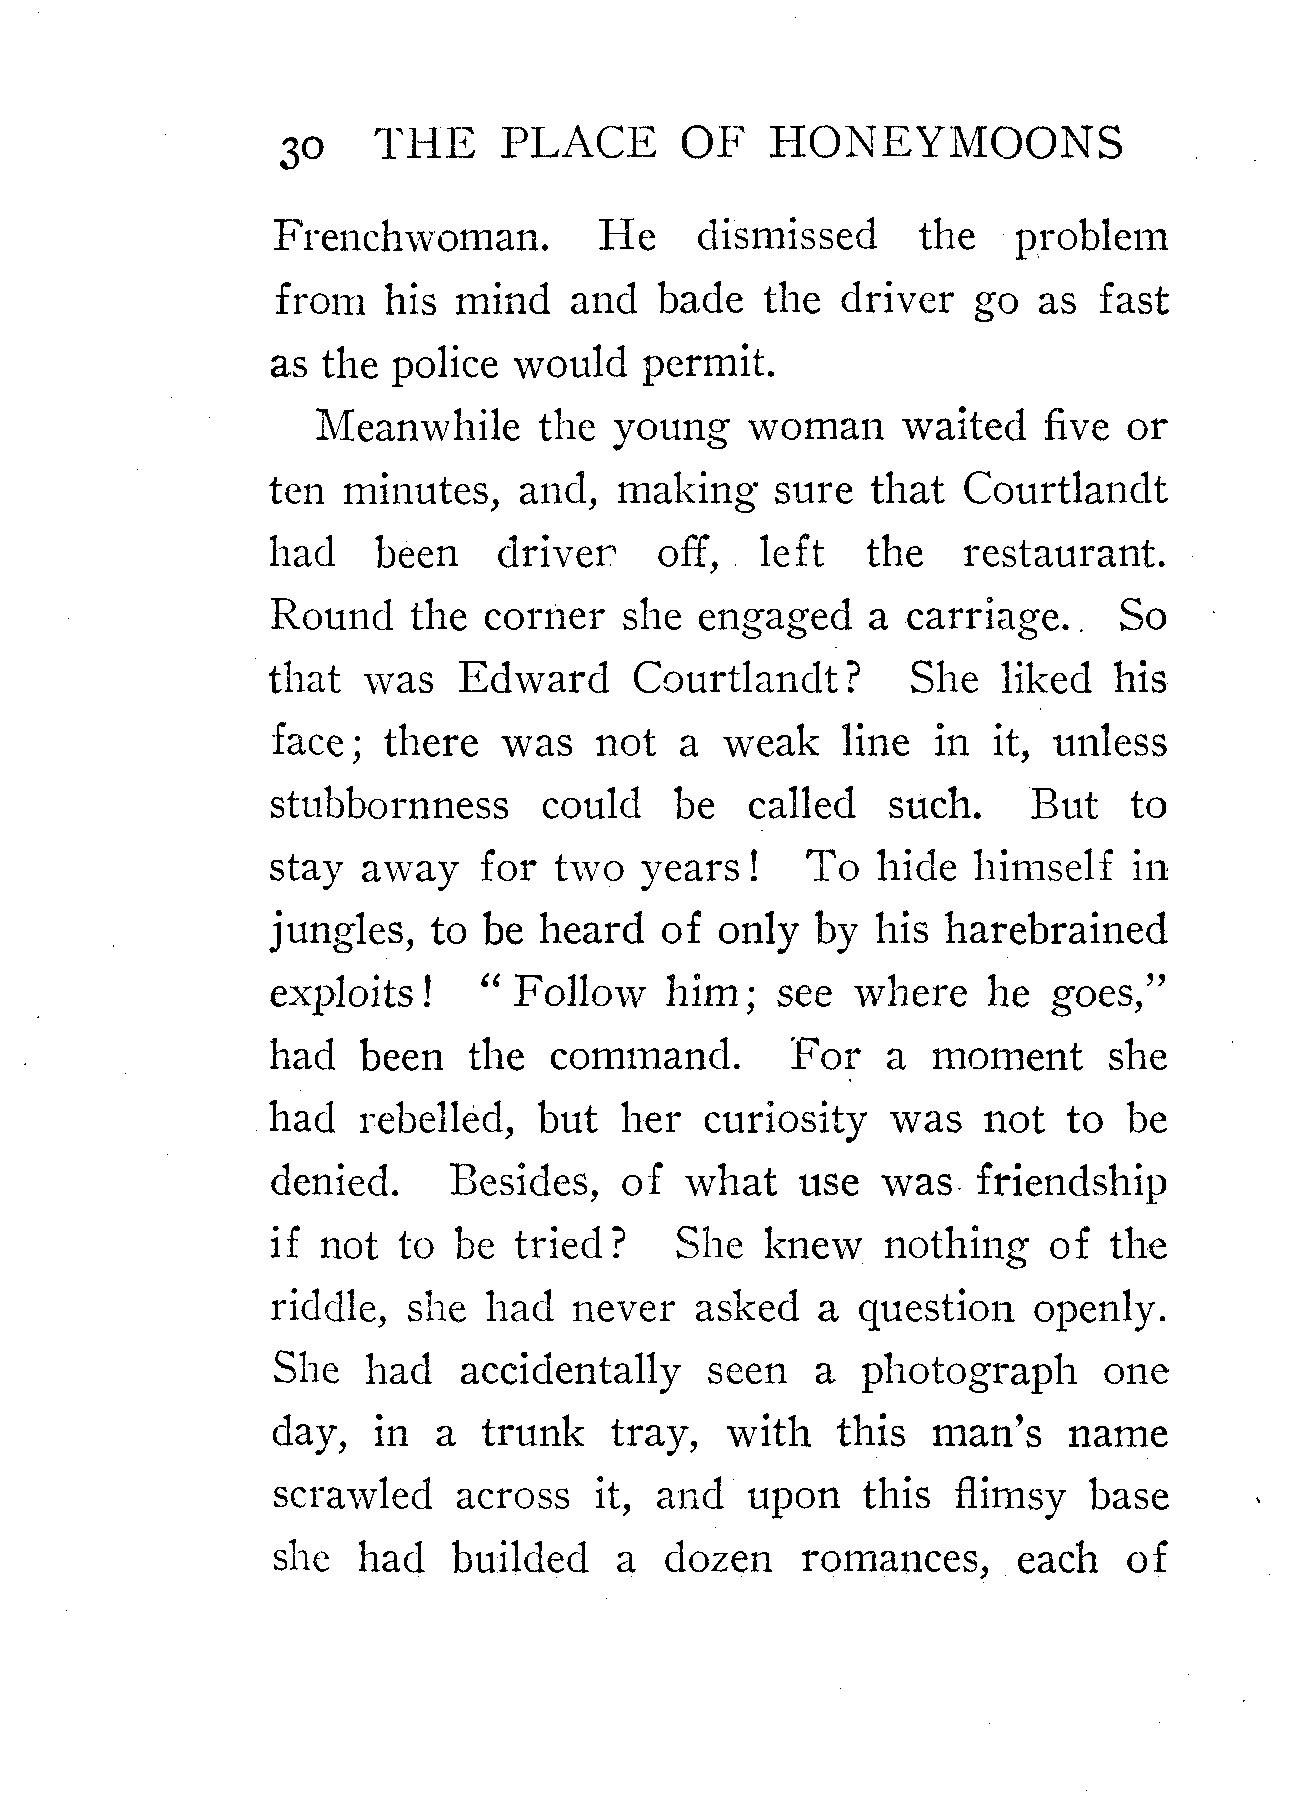 30 THE PLACE OF HONEYMOONS
Frenchwoman. He dismissed the problem
from his mind and bade the driver go as fast
as the police would permit.
Meanwhile the young woman waited five or
ten minutes, and, making sure that Courtlandt
had been driver off, left the restaurant.
Round the corner she engaged a carriage. So
that was Edward Courtlandt? She liked his
face; there was not a weak line in it, unless
stubbornness could be called such. But to
stay away for two years! To hide himself in
jungles, to be heard of only by his harebrained
exploits! “Follow him; see where he goes,”
had been the command. For a moment she
had rebelled, but her curiosity was not to be
denied. Besides, of what use was friendship
if not to be tried? She knew nothing of the
riddle, she had never asked a question openly.
She had accidentally seen a photograph one
day, in a trunk tray, with this man’s name
scrawled across it, and upon this flimsy base
she had builded a dozen romances, each of